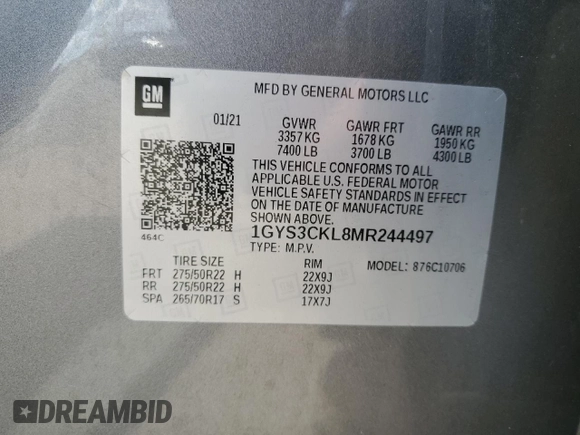 GM
MFD BY GENERAL MOTORS LLC
01/21 GVWR GAWR FRT GAWR RR
3357 KG 1678 KG 1950 KG
7400 LB 3700 LB 4300 LB
THIS VEHICLE CONFORMS TO ALL
APPLICABLE U.S. FEDERAL MOTOR
VEHICLE SAFETY STANDARDS IN EFFECT
ON THE DATE OF MANUFACTURE
SHOWN ABOVE.
1GYS3CKL8MR244497
464C TYPE: M.P.V.
TIRE SIZE RIM MODEL: 876C10706
FRT 275/50R22 H 22X9J
RR 275/50R22 H 22X9J
SPA 265/70R17 S 17X7J
DREAMBID